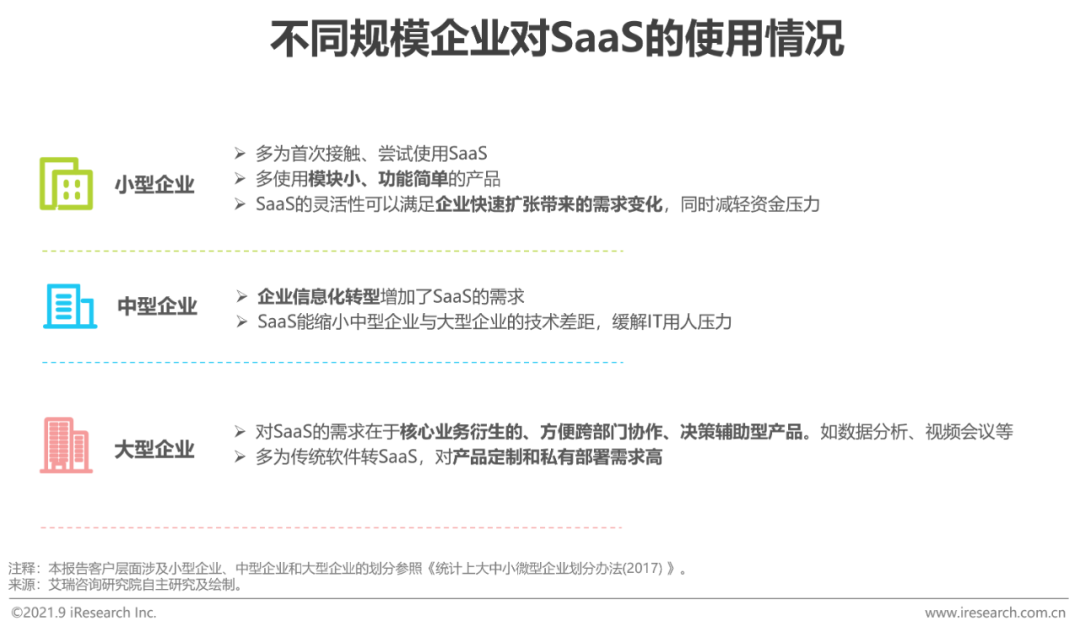 不同规模企业对SaaS的使用情况
小型企业
➢ 多为首次接触、尝试使用SaaS
➢ 多使用模块小、功能简单的产品
➢ SaaS的灵活性可以满足企业快速扩张带来的需求变化，同时减轻资金压力
中型企业
➢ 企业信息化转型增加了SaaS的需求
➢ SaaS能缩小中型企业与大型企业的技术差距，缓解IT用人压力
大型企业
➢ 对SaaS的需求在于核心业务衍生的、方便跨部门协作、决策辅助型产品。如数据分析、视频会议等
➢ 多为传统软件转SaaS，对产品定制和私有部署需求高
注释：本报告客户层面涉及小型企业、中型企业和大型企业的划分参照《统计上大中小微型企业划分办法(2017) 》。
来源：艾瑞咨询研究院自主研究及绘制。
©2021.9 iResearch Inc.
www.iresearch.com.cn